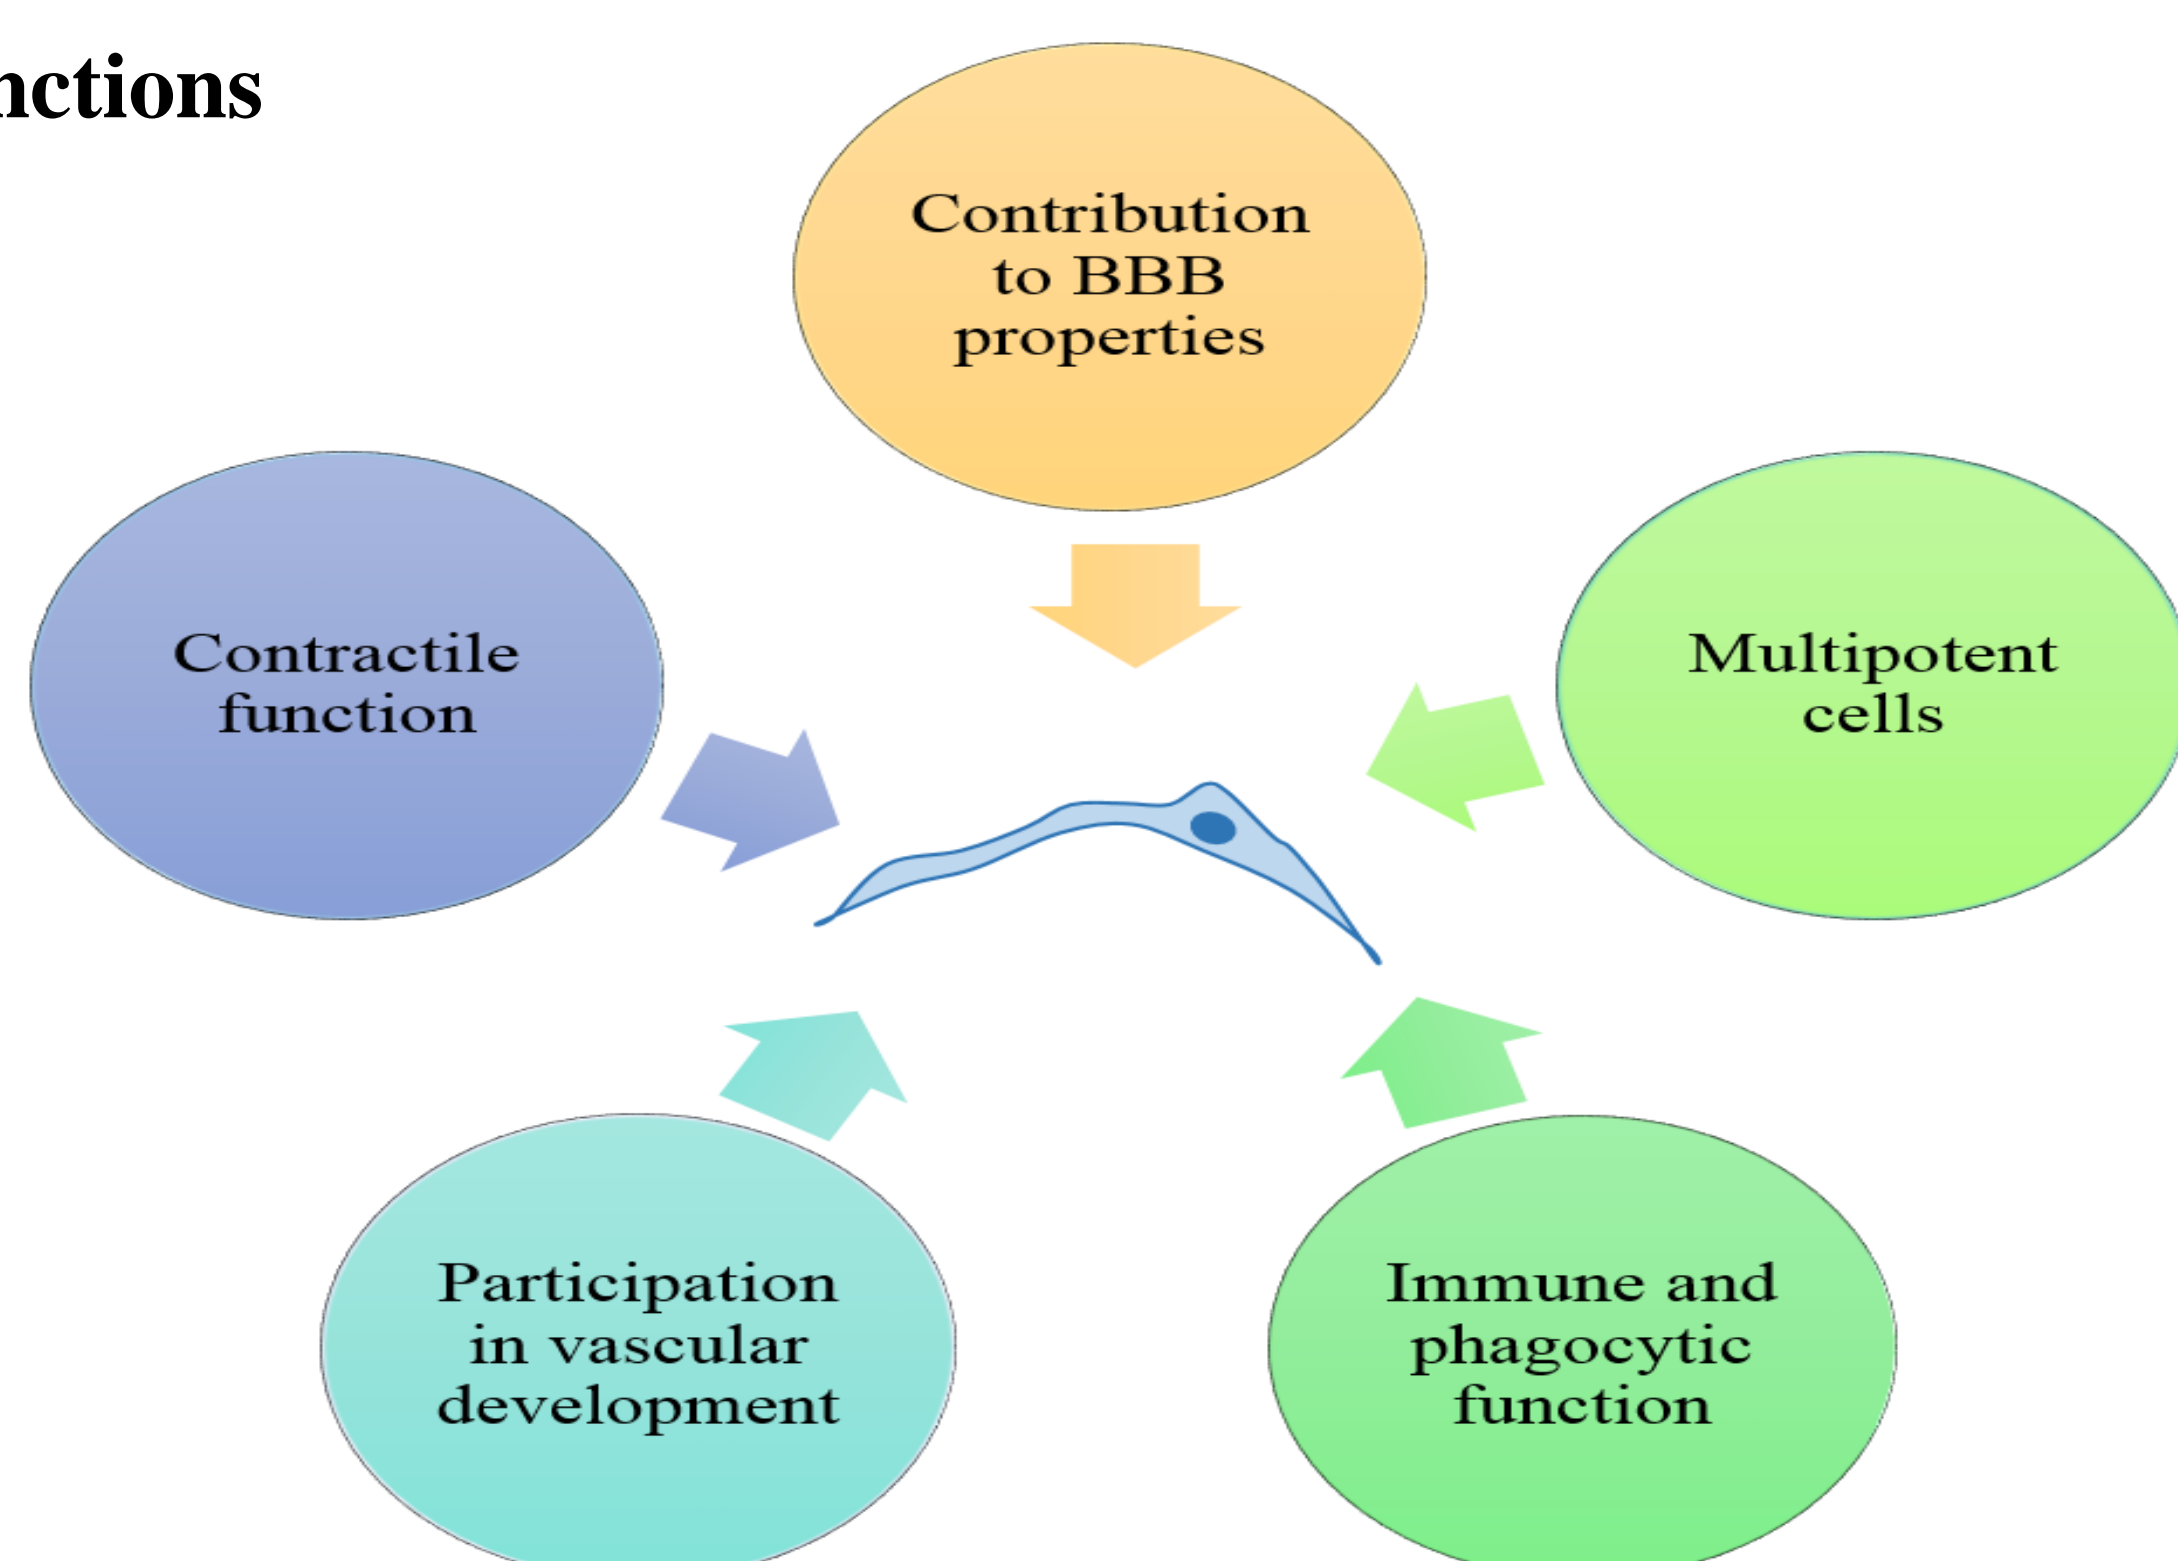 nctions
Contribution
to BBB
properties
Contractile
function
Multipotent
cells
Participation
in vascular
development
Immune and
phagocytic
function